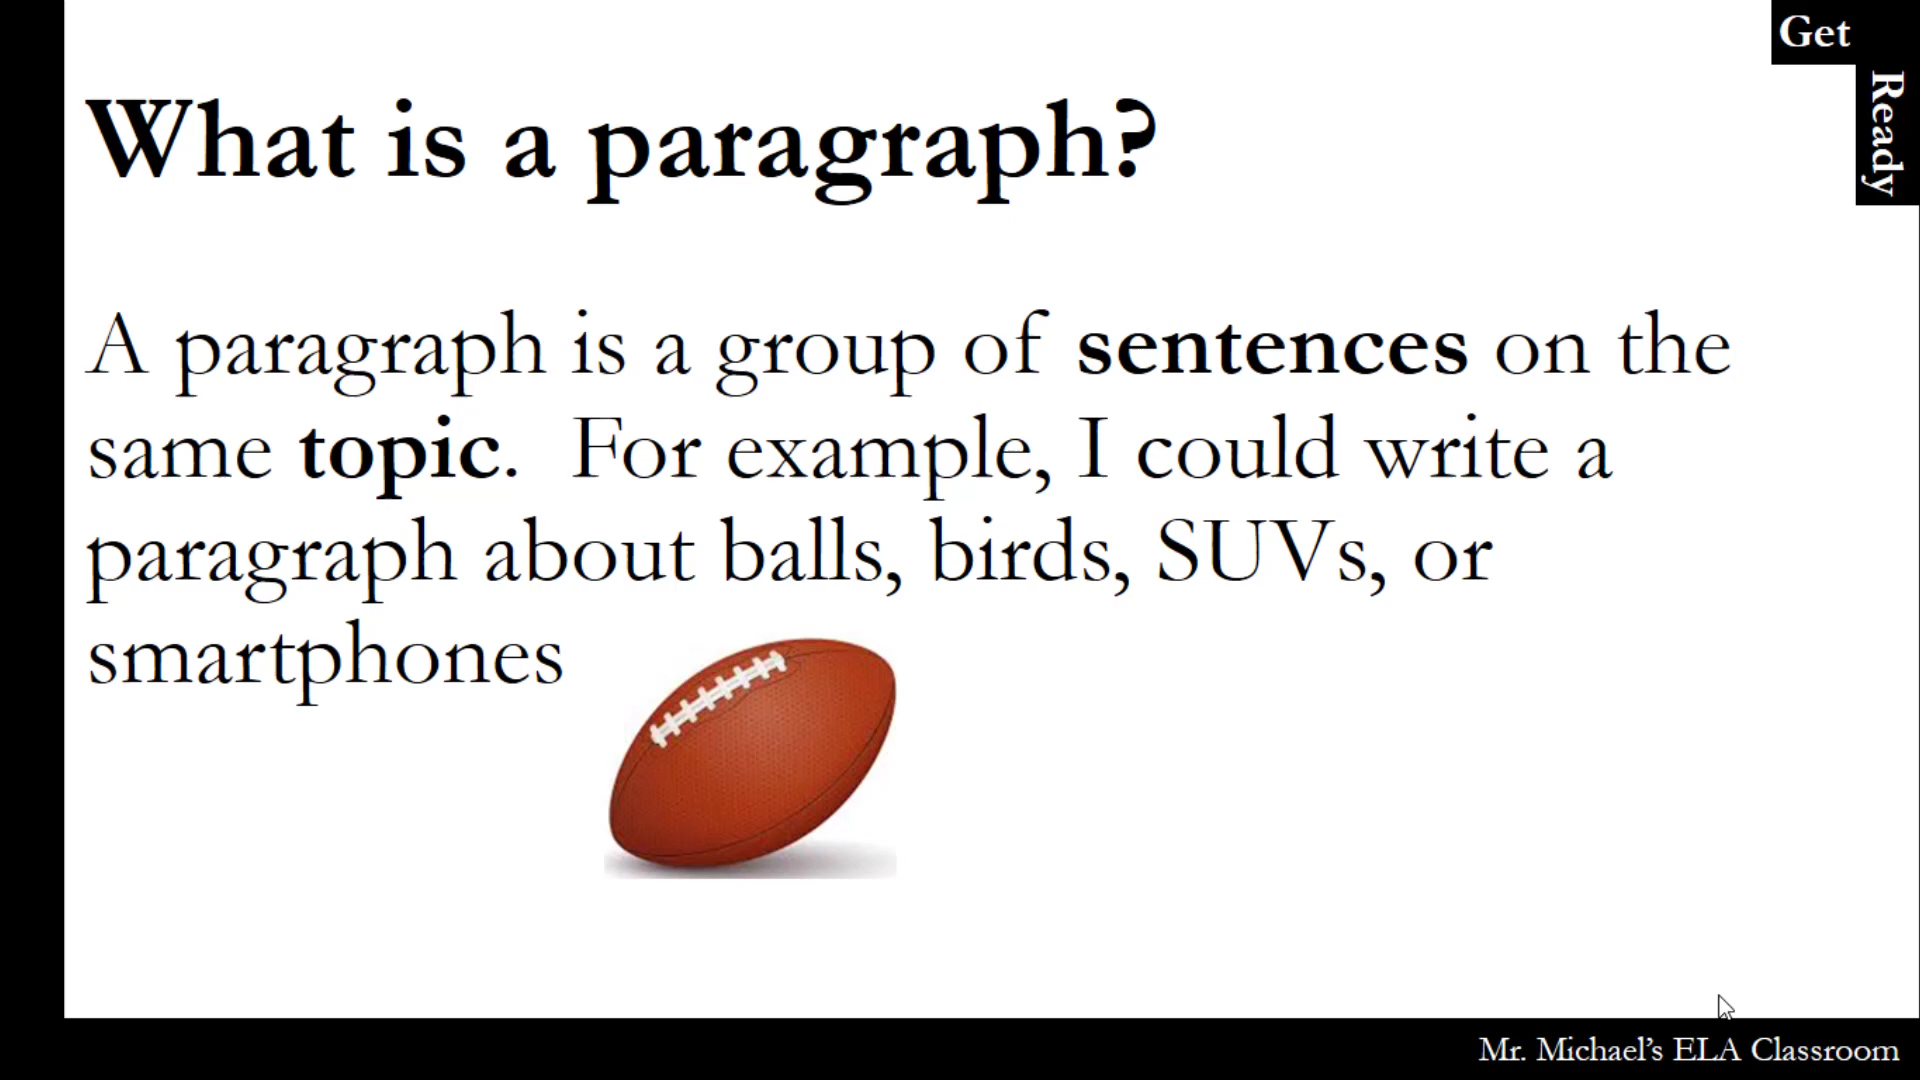 Get
Ready
What is a paragraph?
A paragraph is a group of sentences on the
same topic.  For example, I could write a
paragraph about balls, birds, SUVs, or
smartphones
Mr. Michael’s ELA Classroom